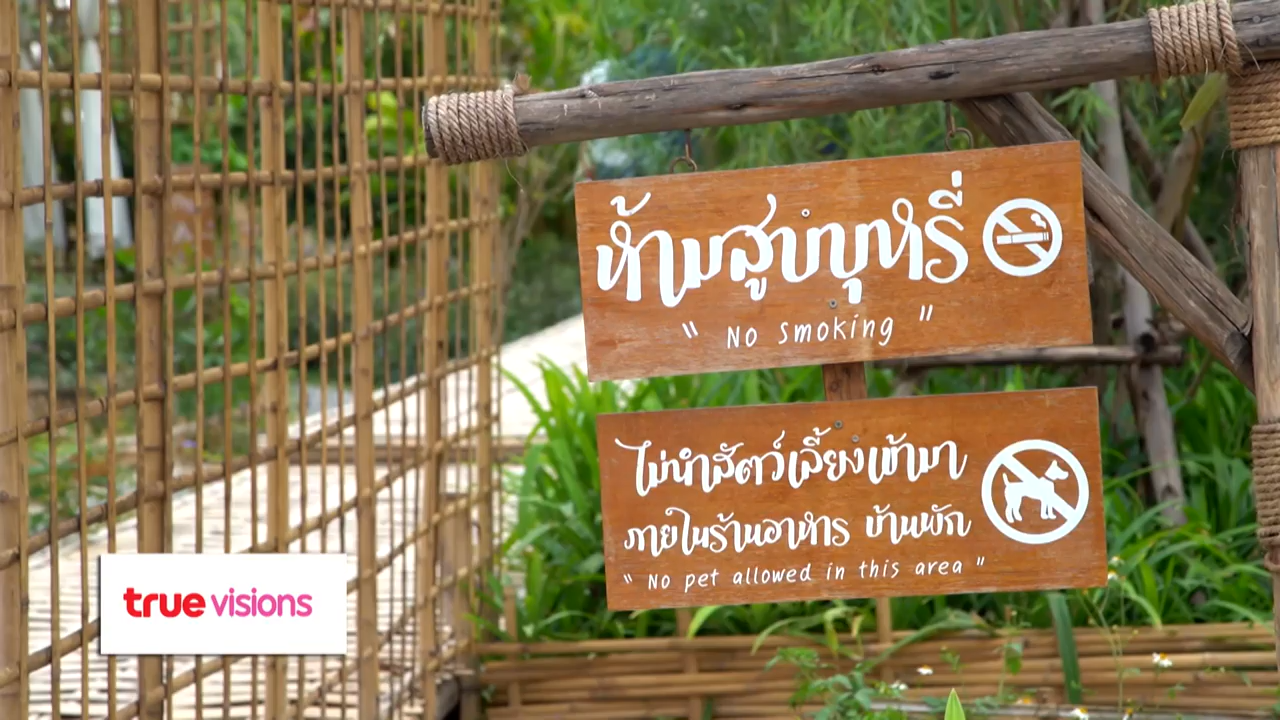 ห้ามสูบบุหรี่
" No smoking "
ไม่นำสัตว์เลี้ยงเข้ามา
ภายในร้านอาหาร บ้านพัก
" No pet allowed in this area "
true visions